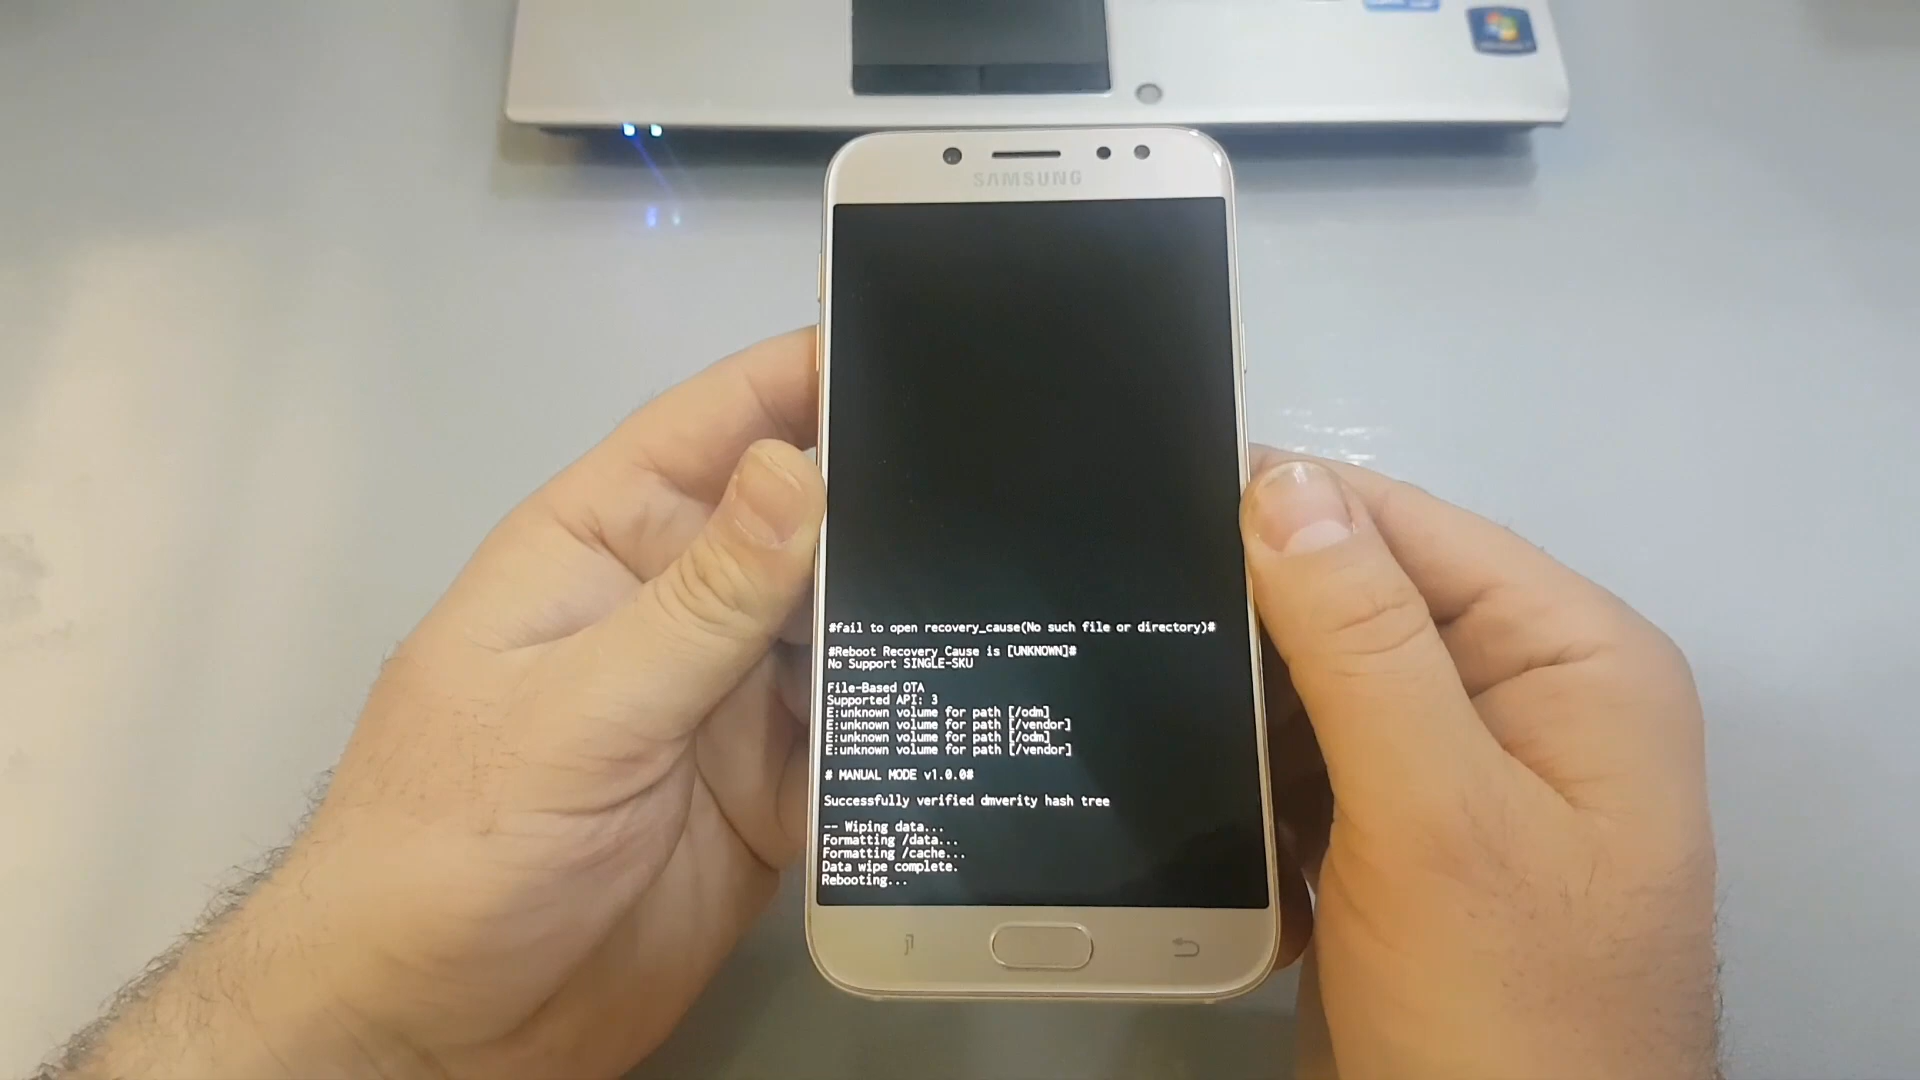 SAMSUNG
#fail to open recovery_cause(No such file or directory)#
#Reboot Recovery Cause is [UNKNOWN]#
No Support SINGLE-SKU
File-Based OTA
Supported API: 3
E:unknown volume for path [/odm]
E:unknown volume for path [/vendor]
E:unknown volume for path [/odm]
E:unknown volume for path [/vendor]
# MANUAL MODE v1.0.0#
Successfully verified dmverity hash tree
-- Wiping data...
Formatting /data...
Formatting /cache...
Data wipe complete.
Rebooting...